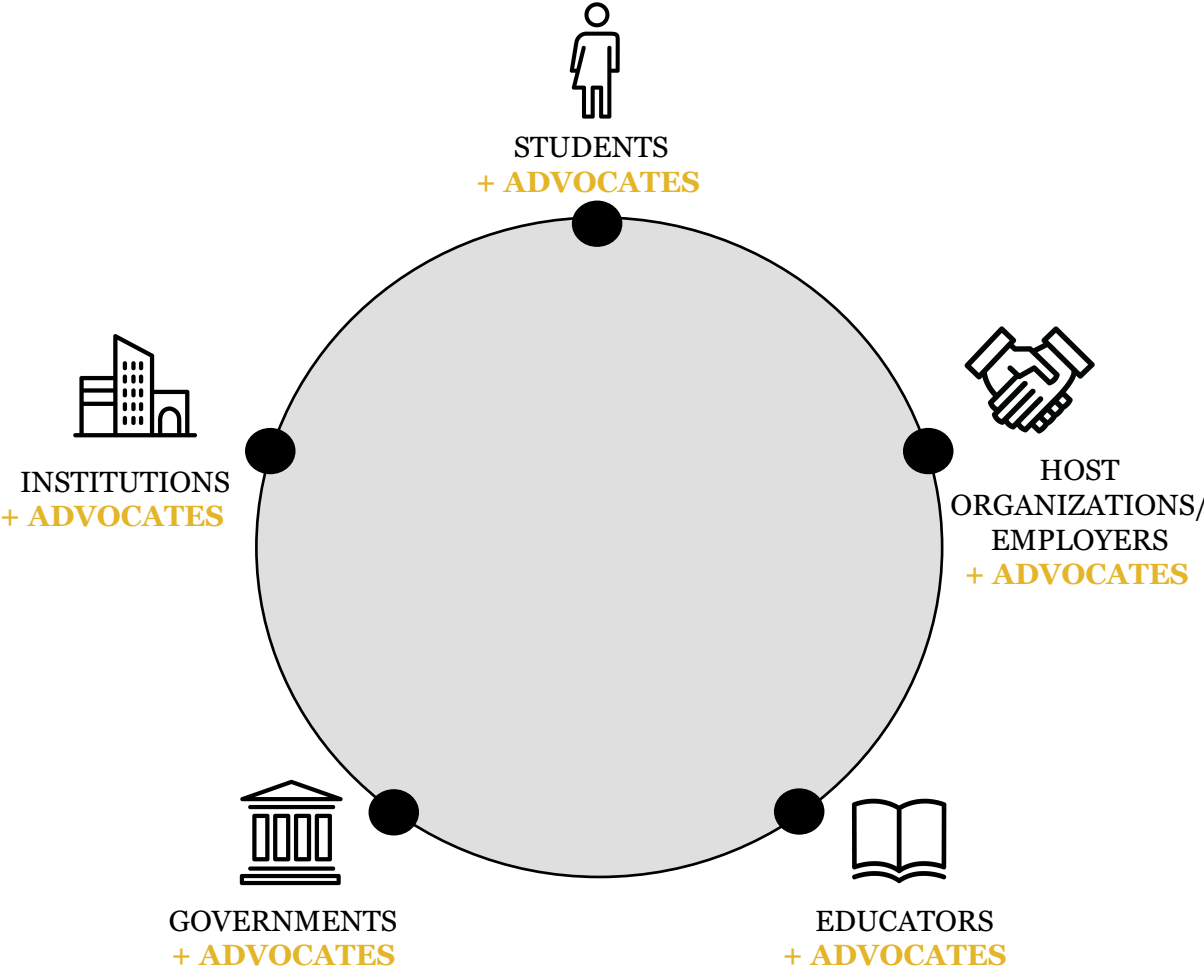 STUDENTS
+ ADVOCATES
INSTITUTIONS
+ ADVOCATES
HOST
ORGANIZATIONS/
EMPLOYERS
+ ADVOCATES
GOVERNMENTS
+ ADVOCATES
EDUCATORS
+ ADVOCATES